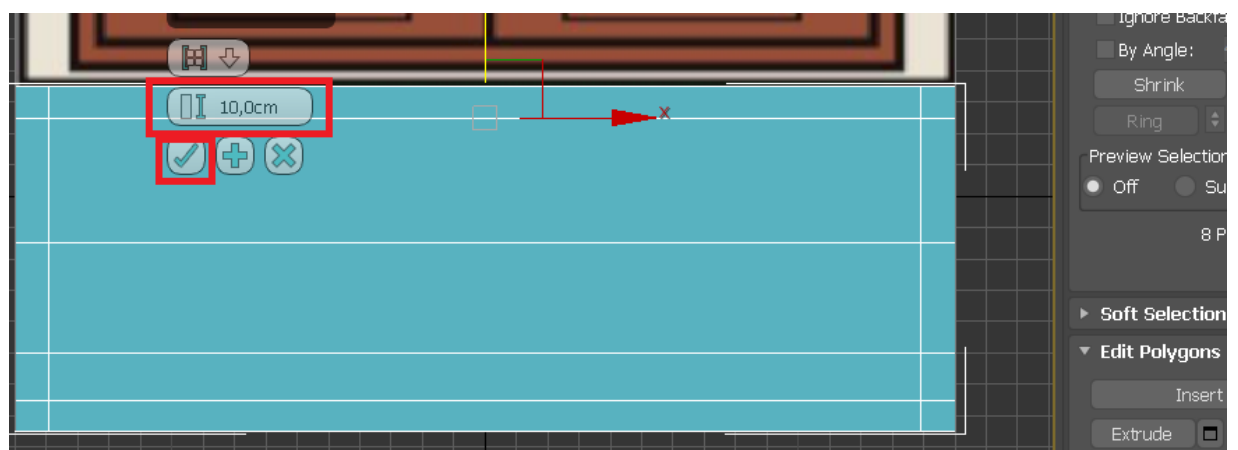 Ignore Backfa
By Angle:
Shrink
10,0cm
x
Ring
Preview Selection
Off
Su
8 P
Soft Selection
Edit Polygons
Insert
Extrude